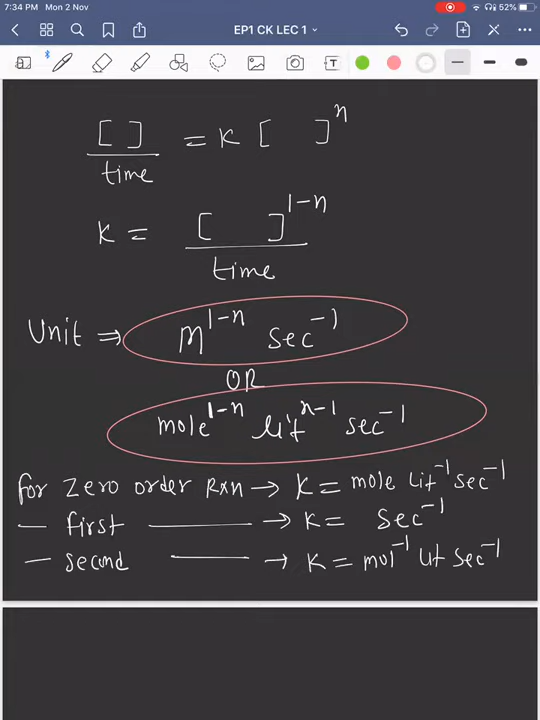 7:34 PM Mon 2 Nov 52%
EP1 CK LEC 1
[ ] / time = K [ ]^n
K = [ ]^1-n / time
Unit ⇒ M^1-n sec^-1
OR
mole^1-n lit^n-1 sec^-1
for Zero order Rxn → K = mole Lit^-1 sec^-1
— first ——— → K = sec^-1
— second ——— → K = mol^-1 lit sec^-1